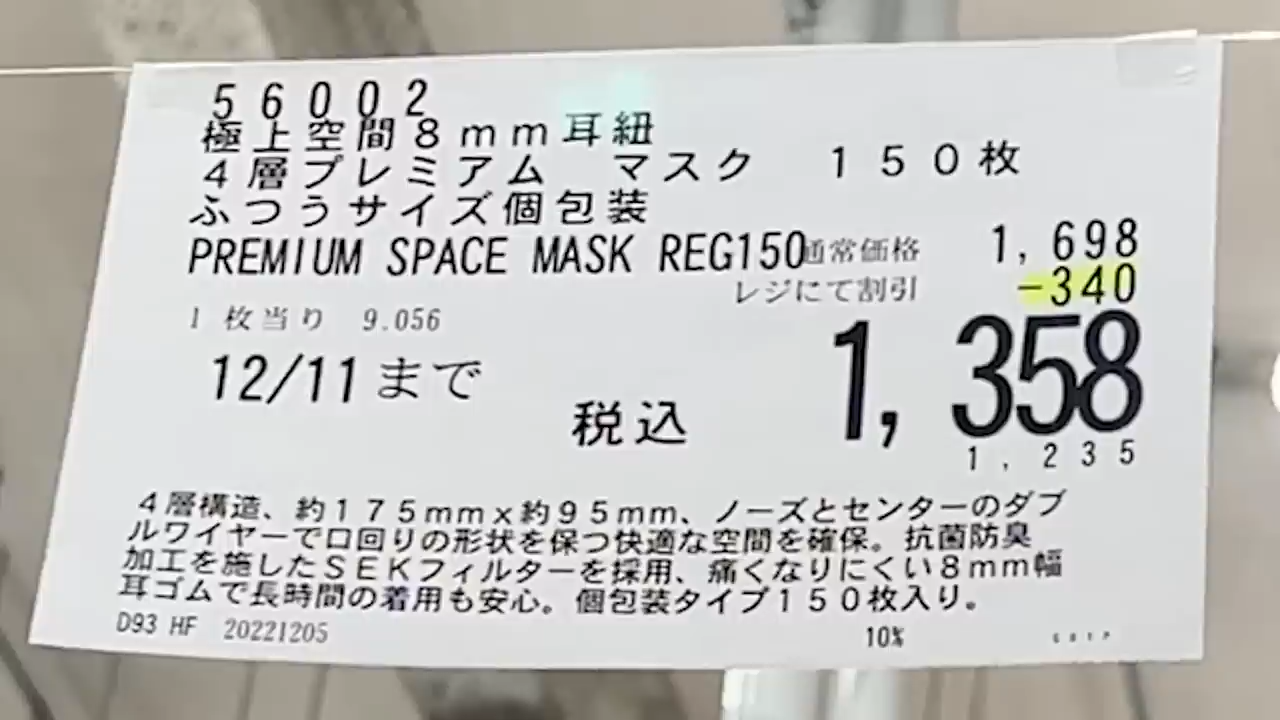 56002
極上空間8mm耳紐
4層プレミアム マスク 150枚
ふつうサイズ個包装
PREMIUM SPACE MASK REG150
通常価格 1,698
レジにて割引 -340
1枚当り 9.056
1,358
12/11まで
税込
1,235
4層構造、約175mmx約95mm、ノーズとセンターのダブ
ルワイヤーで口回りの形状を保つ快適な空間を確保。抗菌防臭
加工を施したSEKフィルターを採用、痛くなりにくい8mm幅
耳ゴムで長時間の着用も安心。個包装タイプ150枚入り。
D93 HF 20221205
10%